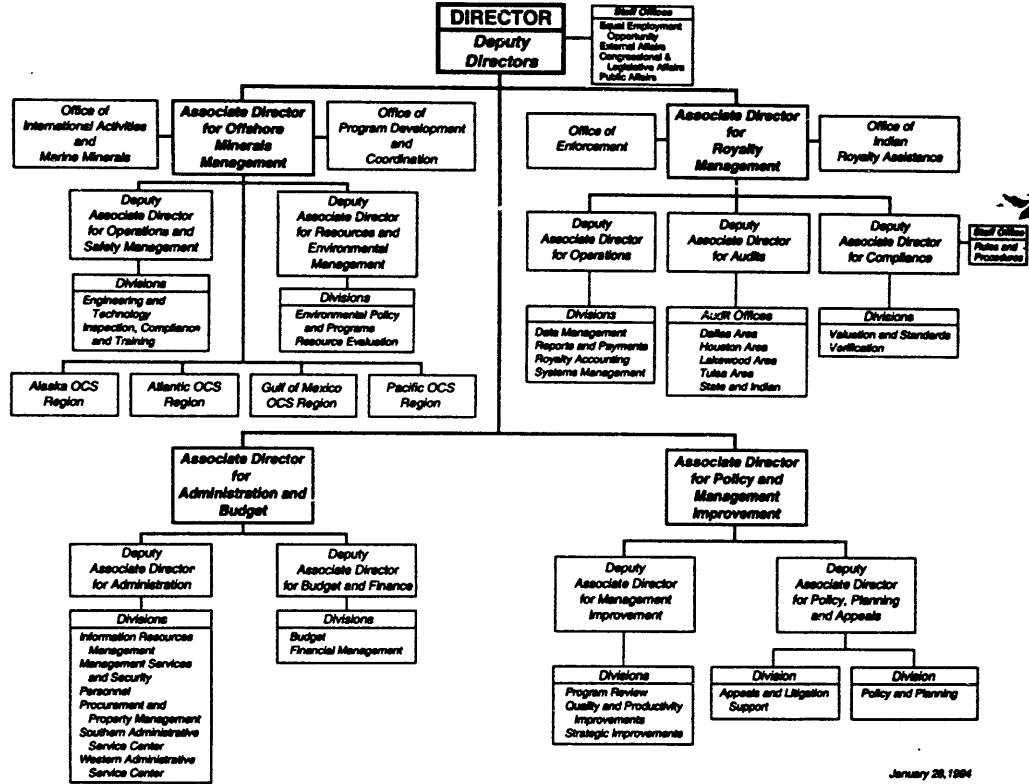 DIRECTOR
Deputy
Directors
Staff Offices
Equal Employment
Opportunity
External Affairs
Congressional &
Legislative Affairs
Public Affairs
Office of
International Activities
and
Marine Minerals
Associate Director
for Offshore
Minerals
Management
Office of
Program Development
and
Coordination
Office of
Enforcement
Associate Director
for
Royalty
Management
Office of
Indian
Royalty Assistance
Deputy
Associate Director
for Operations and
Safety Management
Deputy
Associate Director
for Resources and
Environmental
Management
Deputy
Associate Director
for Operations
Deputy
Associate Director
for Audits
Deputy
Associate Director
for Compliance
Staff Office
Rules and
Procedures
Divisions
Engineering and
Technology
Inspection, Compliance
and Training
Divisions
Environmental Policy
and Programs
Resource Evaluation
Divisions
Data Management
Reports and Payments
Royalty Accounting
Systems Management
Audit Offices
Dallas Area
Houston Area
Lakewood Area
Tulsa Area
State and Indian
Divisions
Valuation and Standards
Verification
Alaska OCS
Region
Atlantic OCS
Region
Gulf of Mexico
OCS Region
Pacific OCS
Region
Associate Director
for
Administration and
Budget
Associate Director
for Policy and
Management
Improvement
Deputy
Associate Director
for Administration
Deputy
Associate Director
for Budget and Finance
Deputy
Associate Director
for Management
Improvement
Deputy
Associate Director
for Policy, Planning
and Appeals
Divisions
Information Resources
Management
Management Services
and Security
Personnel
Procurement and
Property Management
Southern Administrative
Service Center
Western Administrative
Service Center
Divisions
Budget
Financial Management
Divisions
Program Review
Quality and Productivity
Improvements
Strategic Improvements
Division
Appeals and Litigation
Support
Division
Policy and Planning
January 28, 1994